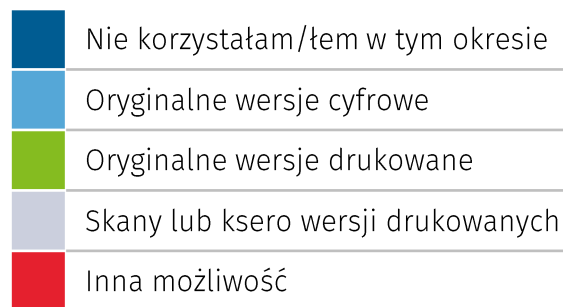 Nie korzystałam/łem w tym okresie
Oryginalne wersje cyfrowe
Oryginalne wersje drukowane
Skany lub ksero wersji drukowanych
Inna możliwość